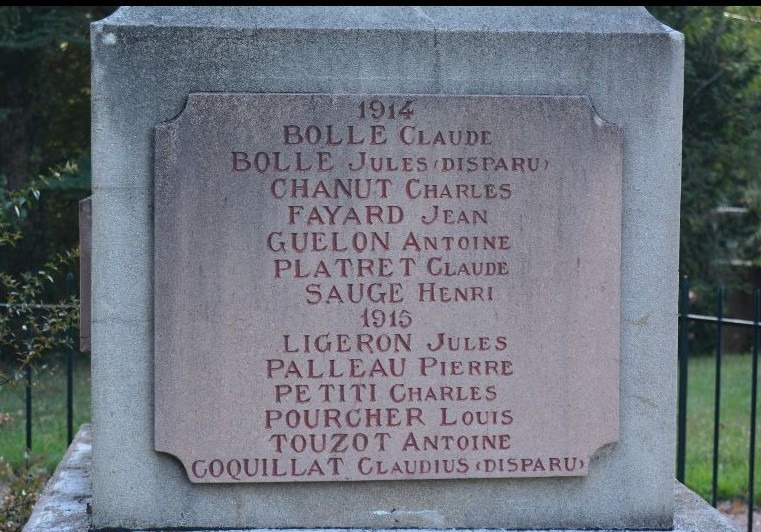 1914
BOLLE CLAUDE
BOLLE JULES (DISPARU)
CHANUT CHARLES
FAYARD JEAN
GUELON ANTOINE
PLATRET CLAUDE
SAUGE HENRI
1915
LIGERON JULES
PALLEAU PIERRE
PETITI CHARLES
POURCHER LOUIS
TOUZOT ANTOINE
COQUILLAT CLAUDIUS (DISPARU)